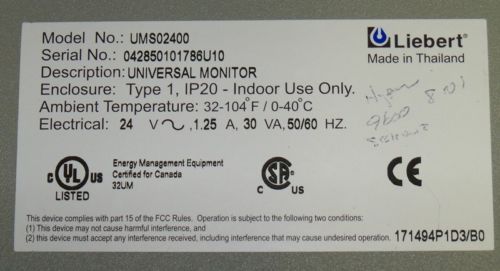 Model No.: UMS02400
Serial No.: 042850101786U10
Description: UNIVERSAL MONITOR
Enclosure: Type 1, IP20 - Indoor Use Only.
Ambient Temperature: 32-104°F / 0-40°C
Electrical: 24 V ~ ,1.25 A, 30 VA,50/60 HZ.
Liebert®
Made in Thailand
9600 8 n 1
C UL US
LISTED
Energy Management Equipment
Certified for Canada
32UM
C SA US
®
CE
This device complies with part 15 of the FCC Rules. Operation is subject to the following conditions:
(1) This device may not cause harmful interference, and
(2) this device must accept any interference received, including interference that may cause undesired operation.
171494P1D3/B0